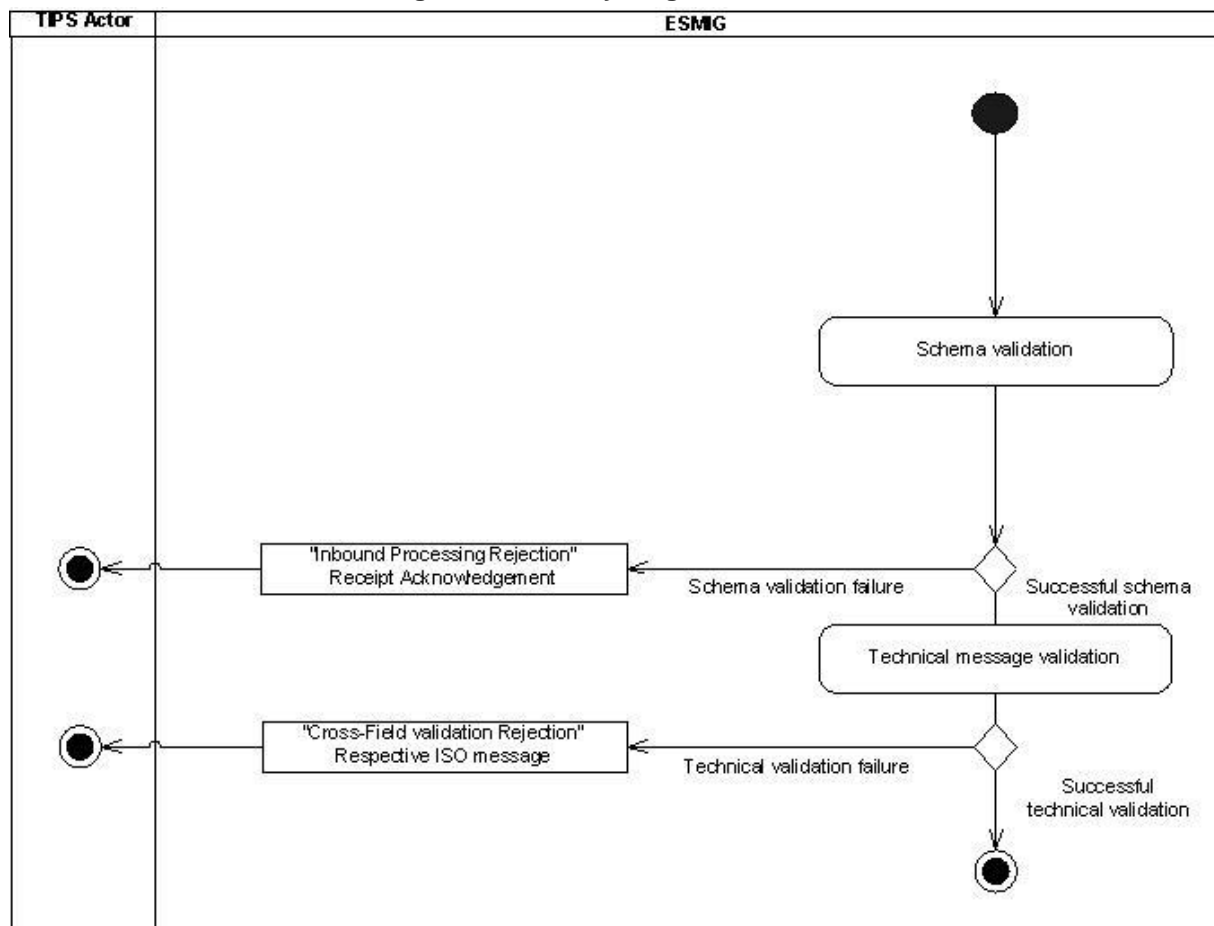 TIPS Actor
ESMIG
Schema validation
"Inbound Processing Rejection"
Receipt Acknowledgement
Schema validation failure
Successful schema
validation
Technical message validation
"Cross-Field validation Rejection"
Respective ISO message
Technical validation failure
Successful
technical validation